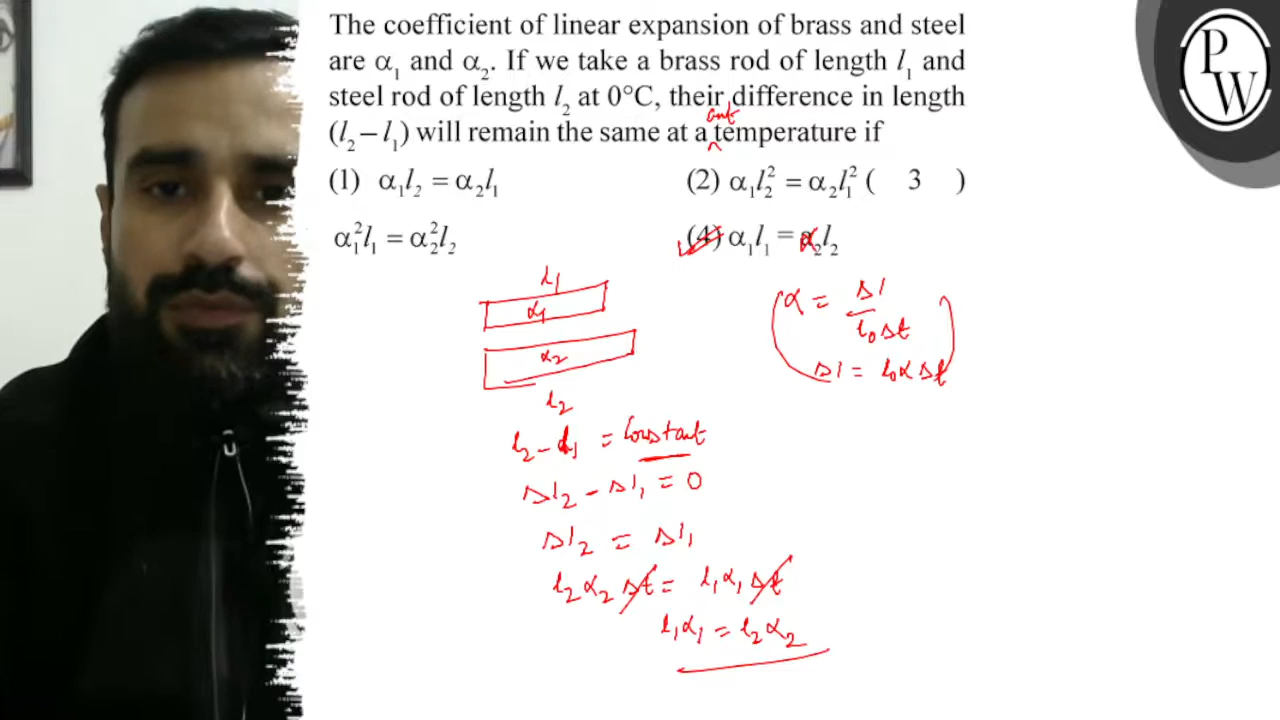 The coefficient of linear expansion of brass and steel
are α₁ and α₂. If we take a brass rod of length l₁ and
steel rod of length l₂ at 0°C, their difference in length
ant
(l₂ – l₁) will remain the same at a temperature if
(1) α₁l₂ = α₂l₁ (2) α₁l₂² = α₂l₁² ( 3 )
α₁²l₁ = α₂²l₂ (4) α₁l₁ = α₂l₂
l₁
α₁
α₂
l₂
α = Δl / l₀Δt
Δl = l₀αΔt
l₂ – l₁ = Constant
Δl₂ – Δl₁ = 0
Δl₂ = Δl₁
l₂α₂Δt = l₁α₁Δt
l₁α₁ = l₂α₂
P
W